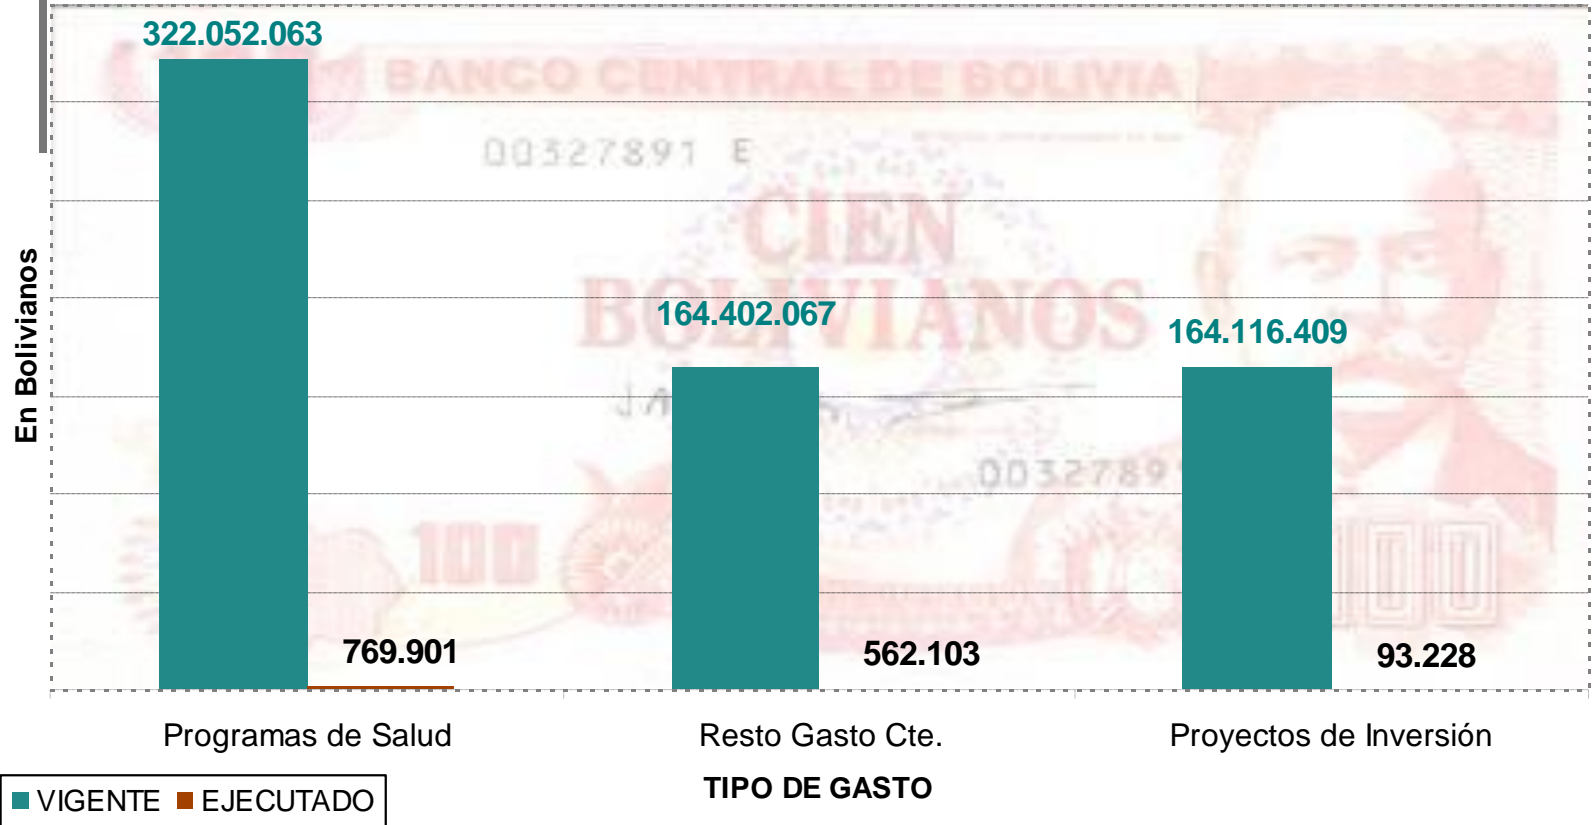 322.052.063
BANCO CENTRAL DE BOLIVIA
00327891 E
CIEN
BOLIVIANOS
164.402.067
164.116.409
En Bolivianos
0032789
100
100
769.901
562.103
93.228
Programas de Salud
Resto Gasto Cte.
Proyectos de Inversión
TIPO DE GASTO
VIGENTE EJECUTADO